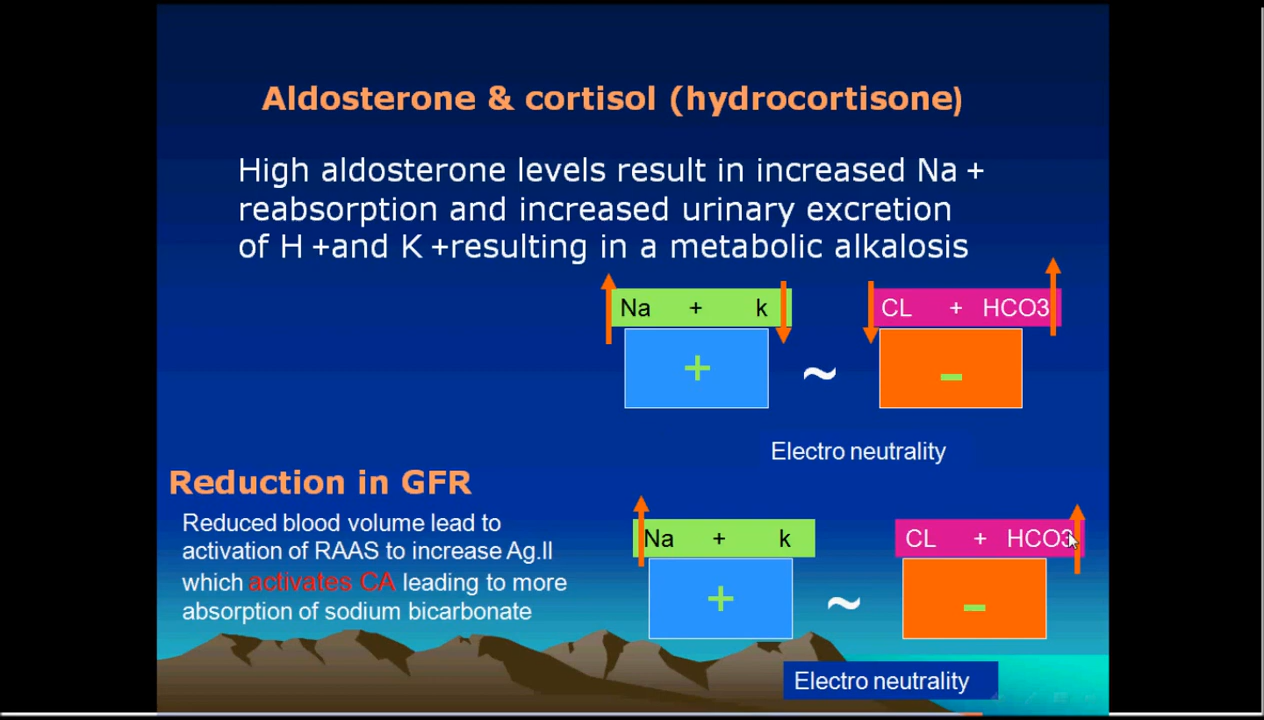 Aldosterone & cortisol (hydrocortisone)
High aldosterone levels result in increased Na +
reabsorption and increased urinary excretion
of H +and K +resulting in a metabolic alkalosis
Na + k
CL + HCO3
+ ~ -
Electro neutrality
Reduction in GFR
Reduced blood volume lead to
activation of RAAS to increase Ag.II
which activates CA leading to more
absorption of sodium bicarbonate
Na + k
CL + HCO3
+ ~ -
Electro neutrality